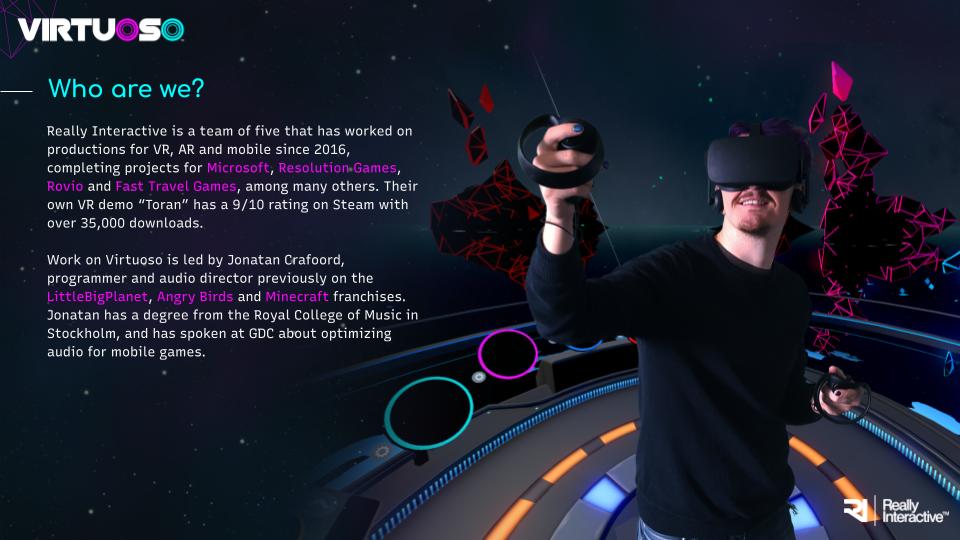 VIRTUOSO
Who are we?
Really Interactive is a team of five that has worked on
productions for VR, AR and mobile since 2016,
completing projects for Microsoft, Resolution Games,
Rovio and Fast Travel Games, among many others. Their
own VR demo “Toran” has a 9/10 rating on Steam with
over 35,000 downloads.
Work on Virtuoso is led by Jonatan Crafoord,
programmer and audio director previously on the
LittleBigPlanet, Angry Birds and Minecraft franchises.
Jonatan has a degree from the Royal College of Music in
Stockholm, and has spoken at GDC about optimizing
audio for mobile games.
RI Really
Interactive™